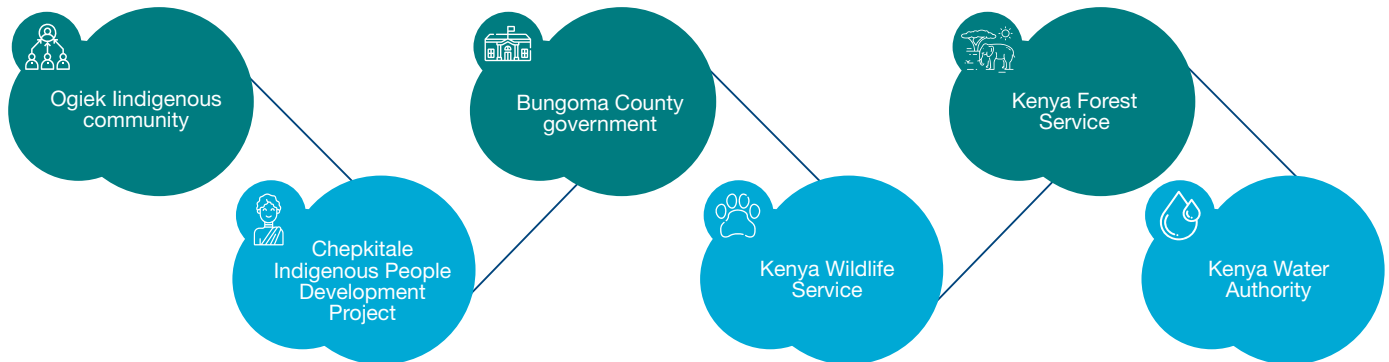 Ogiek Iindigenous
community
Chepkitale
Indigenous People
Development
Project
Bungoma County
government
Kenya Wildlife
Service
Kenya Forest
Service
Kenya Water
Authority